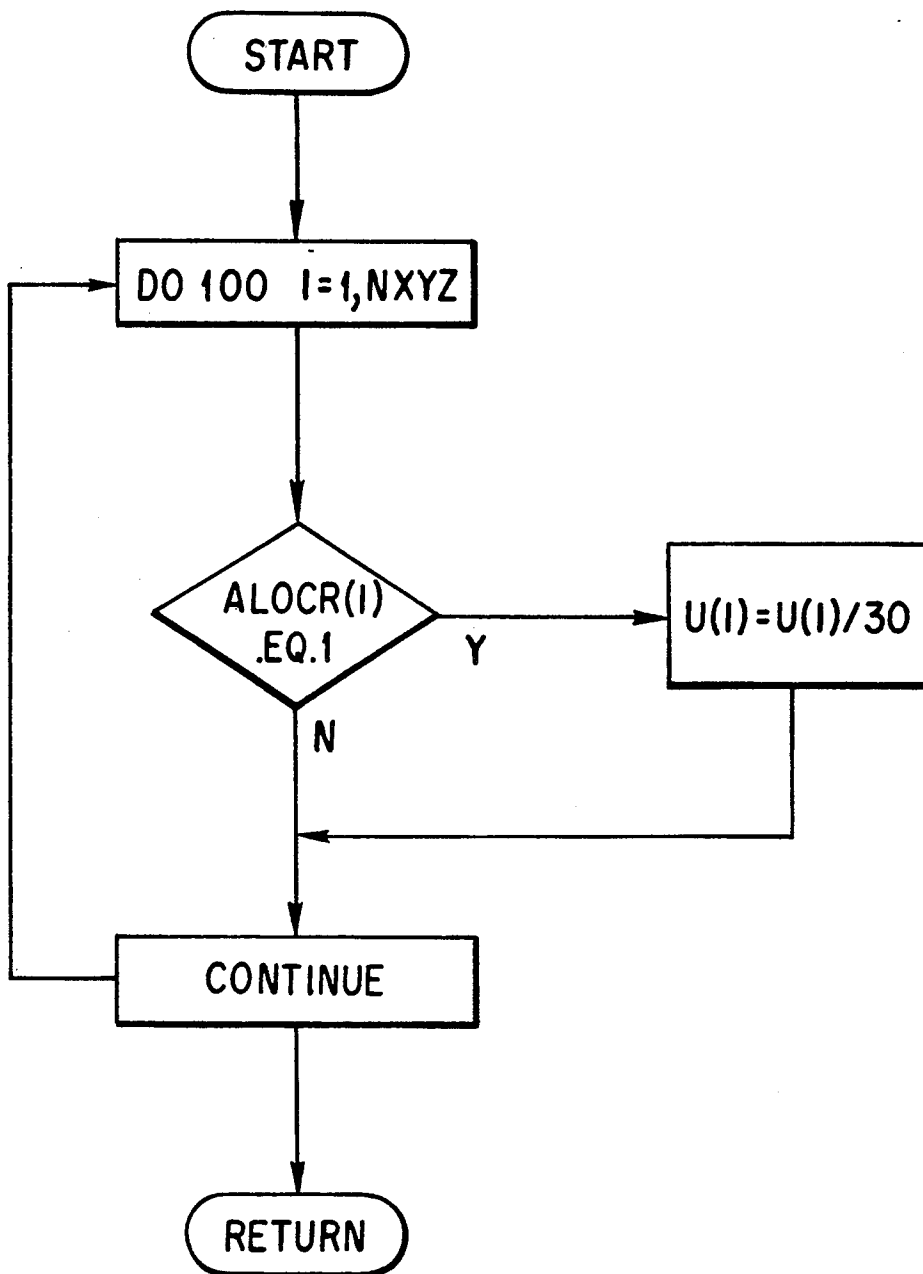 START
DO 100 I=1,NXYZ
ALOCR(I)
.EQ.1
Y
U(I)=U(I)/30
N
CONTINUE
RETURN